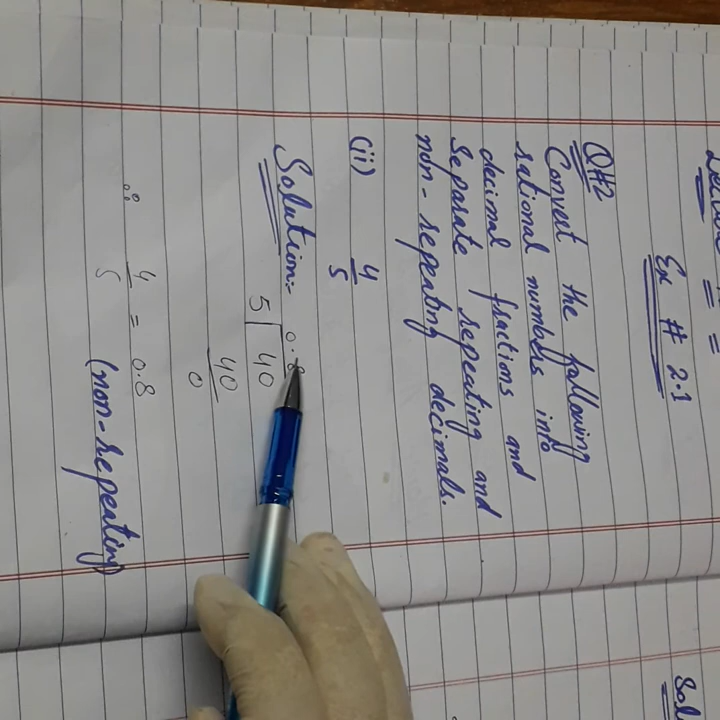 Ex # 2.1
Q#2
Convert the following
rational numbers into
decimal fractions and
separate repeating and
non-repeating decimals.
(ii) 4/5
Solution:-
0.8
5 40
40
0
∴ 4/5 = 0.8
(non-repeating)